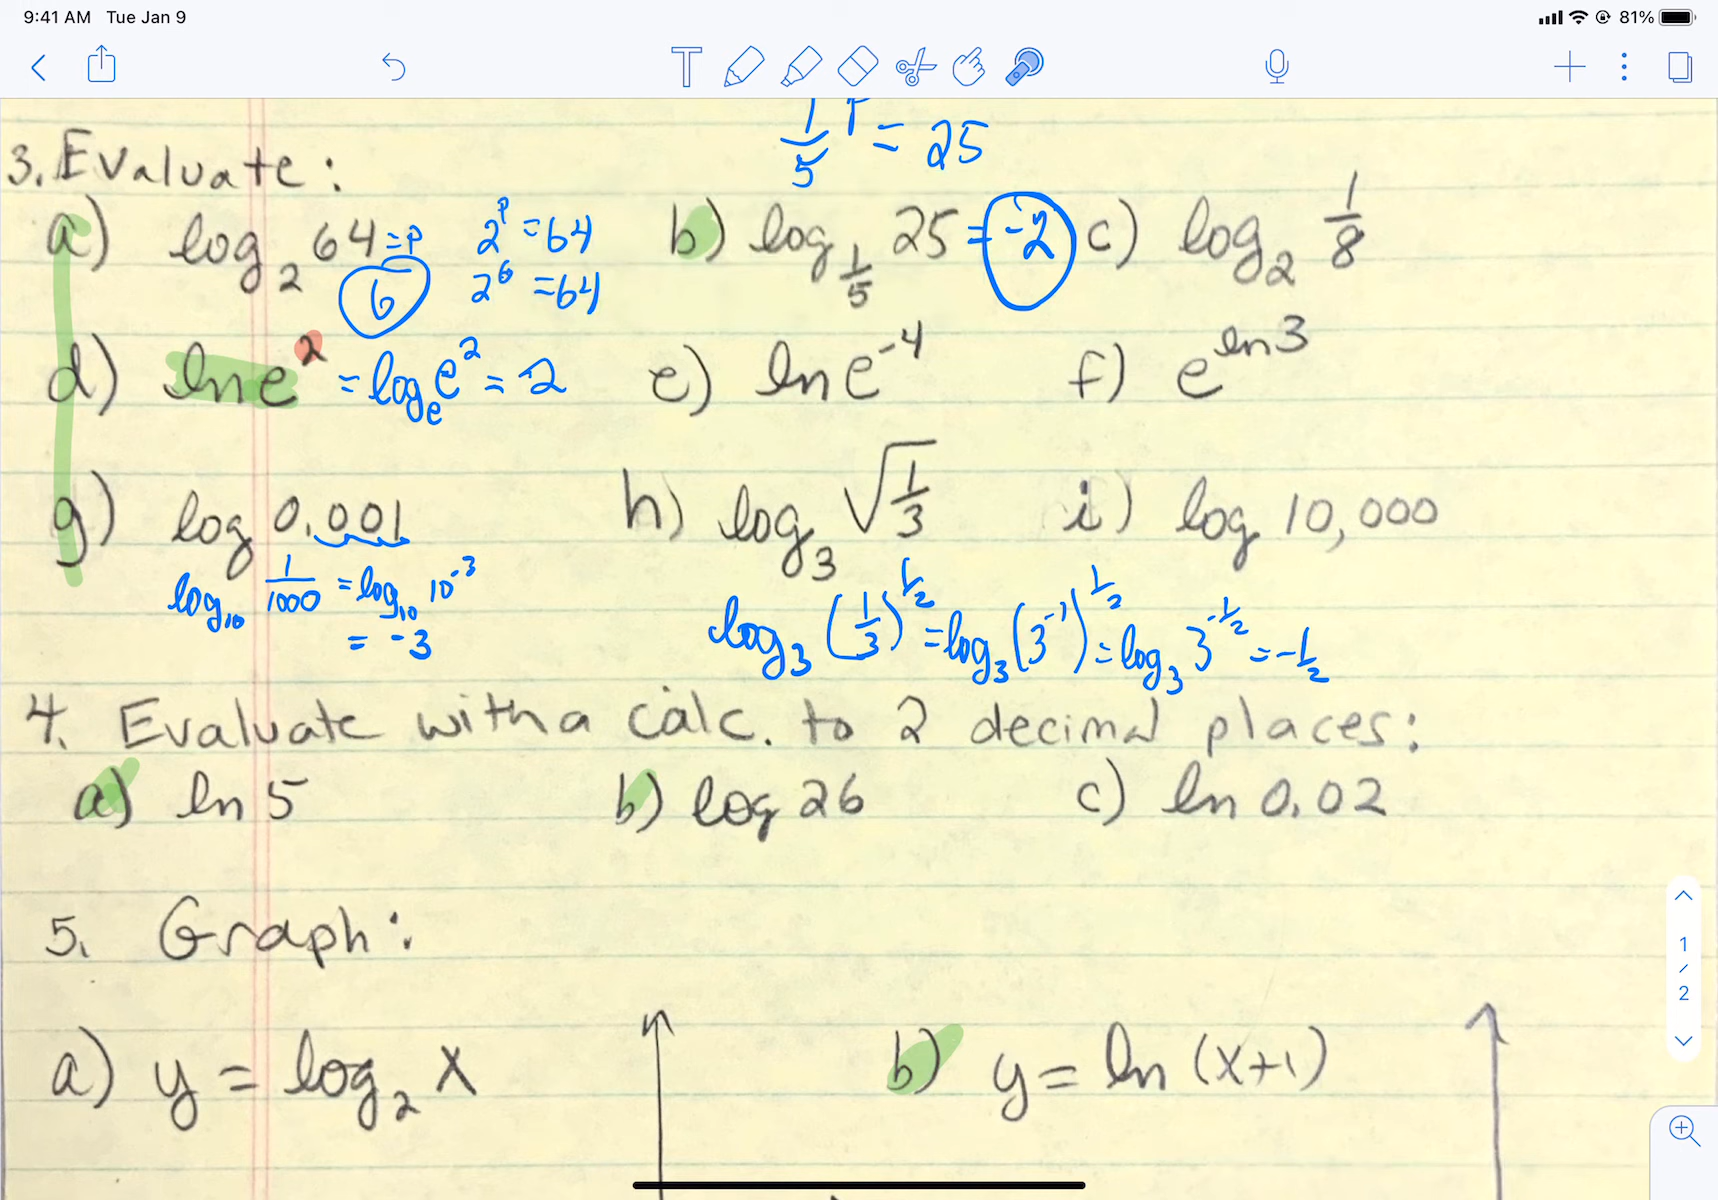 9:41 AM Tue Jan 9 81%
1/5 ^P = 25
3. Evaluate:
a) log₂ 64 = P 2^P = 64 b) log_{1/5} 25 = -2 c) log₂ 1/8
6 2^6 = 64
d) ln e² = log_e e² = 2 e) ln e^{-4} f) e^{ln 3}
g) log 0.001 h) log₃ √(1/3) i) log 10,000
log₁₀ 1/1000 = log₁₀ 10^{-3} log₃ (1/3)^{1/2} = log₃ (3^{-1})^{1/2} = log₃ 3^{-1/2} = -1/2
= -3
4. Evaluate with a calc. to 2 decimal places:
a) ln 5 b) log 26 c) ln 0.02
5. Graph:
a) y = log₂ x b) y = ln (x+1)
1
/
2